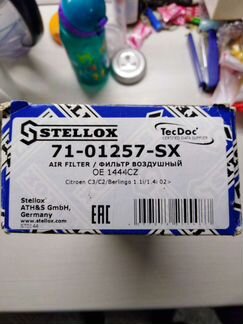 STELLOX
TecDoc
CERTIFIED DATA SUPPLIER
71-01257-SX
AIR FILTER / ФИЛЬТР ВОЗДУШНЫЙ
OE 1444CZ
Citroen C3/C2/Berlingo 1.1i/1.4i 02>
Stellox
ATH&S GmbH,
Germany
www.stellox.com
EAC